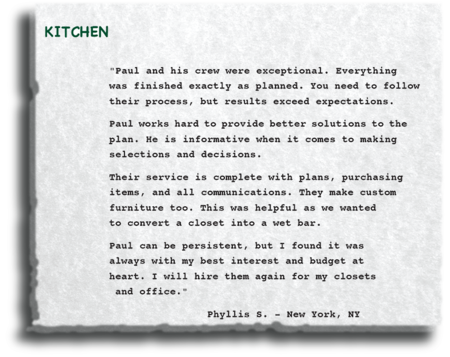 KITCHEN
"Paul and his crew were exceptional. Everything
was finished exactly as planned. You need to follow
their process, but results exceed expectations.
Paul works hard to provide better solutions to the
plan. He is informative when it comes to making
selections and decisions.
Their service is complete with plans, purchasing
items, and all communications. They make custom
furniture too. This was helpful as we wanted
to convert a closet into a wet bar.
Paul can be persistent, but I found it was
always with my best interest and budget at
heart. I will hire them again for my closets
and office."
Phyllis S. – New York, NY